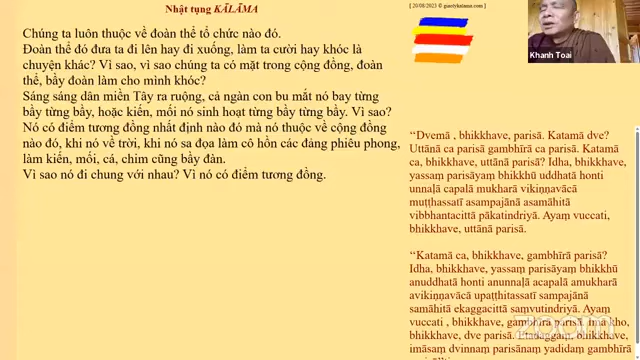 Nhật tụng KĀLĀMA
[ 20/08/2023 © giaolykalama.com ]
Khanh Toai
Chúng ta luôn thuộc về đoàn thể tổ chức nào đó.
Đoàn thể đó đưa ta đi lên hay đi xuống, làm ta cười hay khóc là
chuyện khác? Vì sao, vì sao chúng ta có mặt trong cộng đồng, đoàn
thể, bầy đoàn làm cho mình khóc?
Sáng sáng dân miền Tây ra ruộng, cả ngàn con bu mắt nó bay từng
bầy từng bầy, hoặc kiến, mối nó sinh hoạt từng bầy từng bầy. Vì sao?
Nó có điểm tương đồng nhất định nào đó mà nó thuộc về cộng đồng
nào đó, khi nó về trời, khi nó sa đọa làm cô hồn các đảng phiêu phong,
làm kiến, mối, cá, chim cũng bầy đàn.
Vì sao nó đi chung với nhau? Vì nó có điểm tương đồng.
“Dvemā , bhikkhave, parisā. Katamā dve?
Uttānā ca parisā gambhīrā ca parisā. Katamā
ca, bhikkhave, uttānā parisā? Idha, bhikkhave,
yassaṃ parisāyaṃ bhikkhū uddhatā honti
unnaḷā capalā mukharā vikiṇṇavācā
muṭṭhassatī asampajānā asamāhitā
vibbhantacittā pākatindriyā. Ayaṃ vuccati,
bhikkhave, uttānā parisā.
“Katamā ca, bhikkhave, gambhīrā parisā?
Idha, bhikkhave, yassaṃ parisāyaṃ bhikkhū
anuddhatā honti anunnaḷā acapalā amukharā
avikiṇṇavācā upaṭṭhitassatī sampajānā
samāhitā ekaggacittā saṃvutindriyā. Ayaṃ
vuccati , bhikkhave, gambhīrā parisā. Imā kho,
bhikkhave, dve parisā. Etadaggaṃ, bhikkhave,
imāsaṃ dvinnaṃ parisānaṃ yadidaṃ gambhīrā
zoom